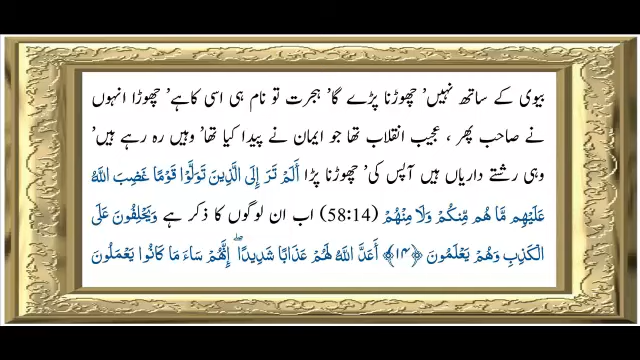 بیوی کے ساتھ نہیں' چھوڑنا پڑے گا' ہجرت تو نام ہی اسی کاہے' چھوڑا انہوں
نے صاحب پھر ، عجیب انقلاب تھا جو ایمان نے پیدا کیا تھا' وہیں رہ رہے ہیں'
وہی رشتے داریاں ہیں آپس کی' چھوڑنا پڑا أَلَمْ تَرَ إِلَى الَّذِينَ تَوَلَّوْا قَوْمًا غَضِبَ اللَّهُ
عَلَيْهِم مَّا هُم مِّنكُمْ وَلَا مِنْهُمْ (58:14) اب ان لوگوں کا ذکر ہے وَيَحْلِفُونَ عَلَى
الْكَذِبِ وَهُمْ يَعْلَمُونَ ﴿١٤﴾ أَعَدَّ اللَّهُ لَهُمْ عَذَابًا شَدِيدًا ۖ إِنَّهُمْ سَاءَ مَا كَانُوا يَعْمَلُونَ